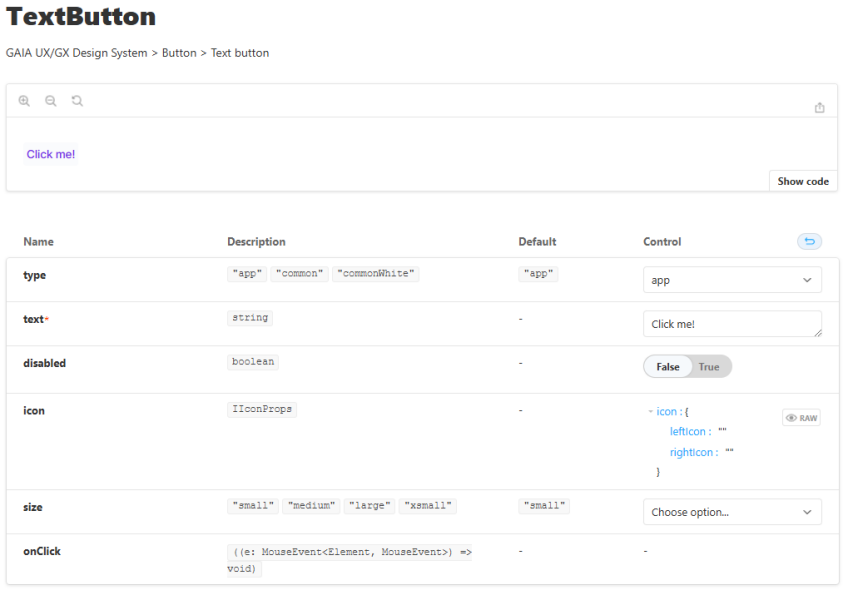 TextButton
GAIA UX/GX Design System > Button > Text button
Click me!
Show code
Name Description Default Control
type "app" "common" "commonWhite" "app" app
text* string - Click me!
disabled boolean - False True
icon IIconProps - icon : { RAW
leftIcon : ""
rightIcon : ""
}
size "small" "medium" "large" "xsmall" "small" Choose option...
onClick ((e: MouseEvent<Element, MouseEvent>) => - -
void)